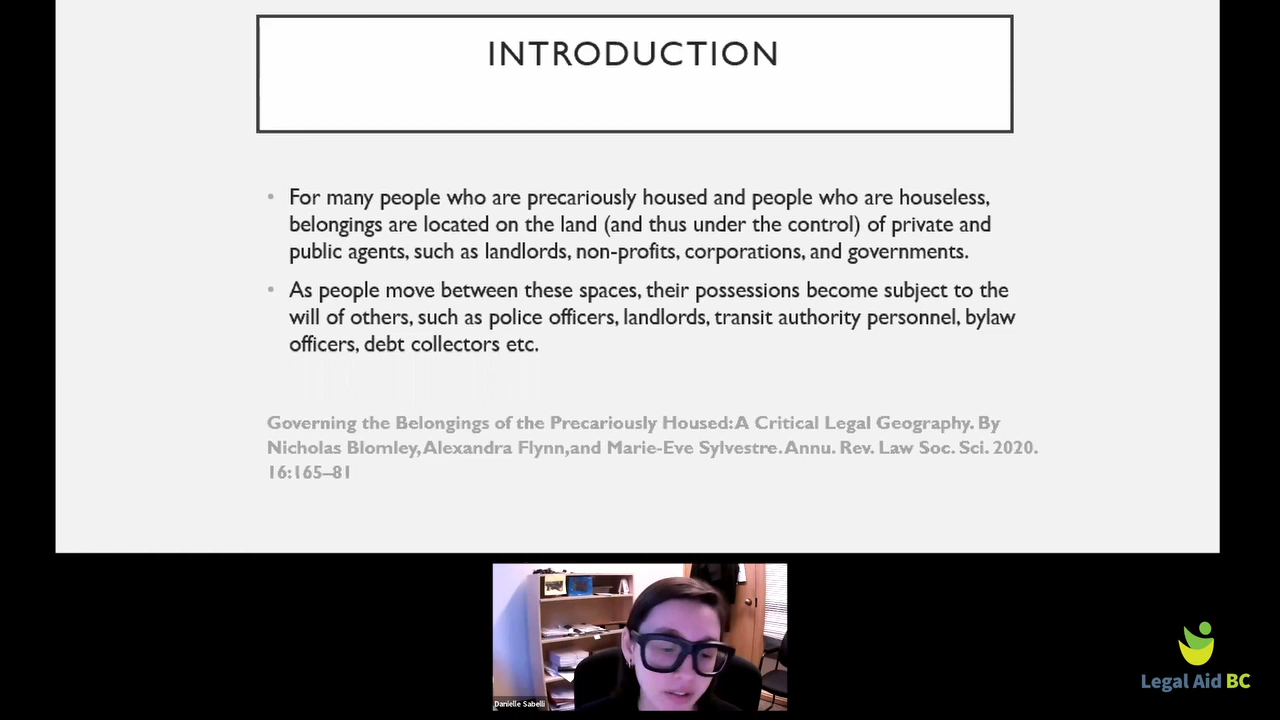 INTRODUCTION
• For many people who are precariously housed and people who are houseless,
belongings are located on the land (and thus under the control) of private and
public agents, such as landlords, non-profits, corporations, and governments.
• As people move between these spaces, their possessions become subject to the
will of others, such as police officers, landlords, transit authority personnel, bylaw
officers, debt collectors etc.
Governing the Belongings of the Precariously Housed: A Critical Legal Geography. By
Nicholas Blomley, Alexandra Flynn, and Marie-Eve Sylvestre. Annu. Rev. Law Soc. Sci. 2020.
16:165–81
Danielle Sabelli
Legal Aid BC